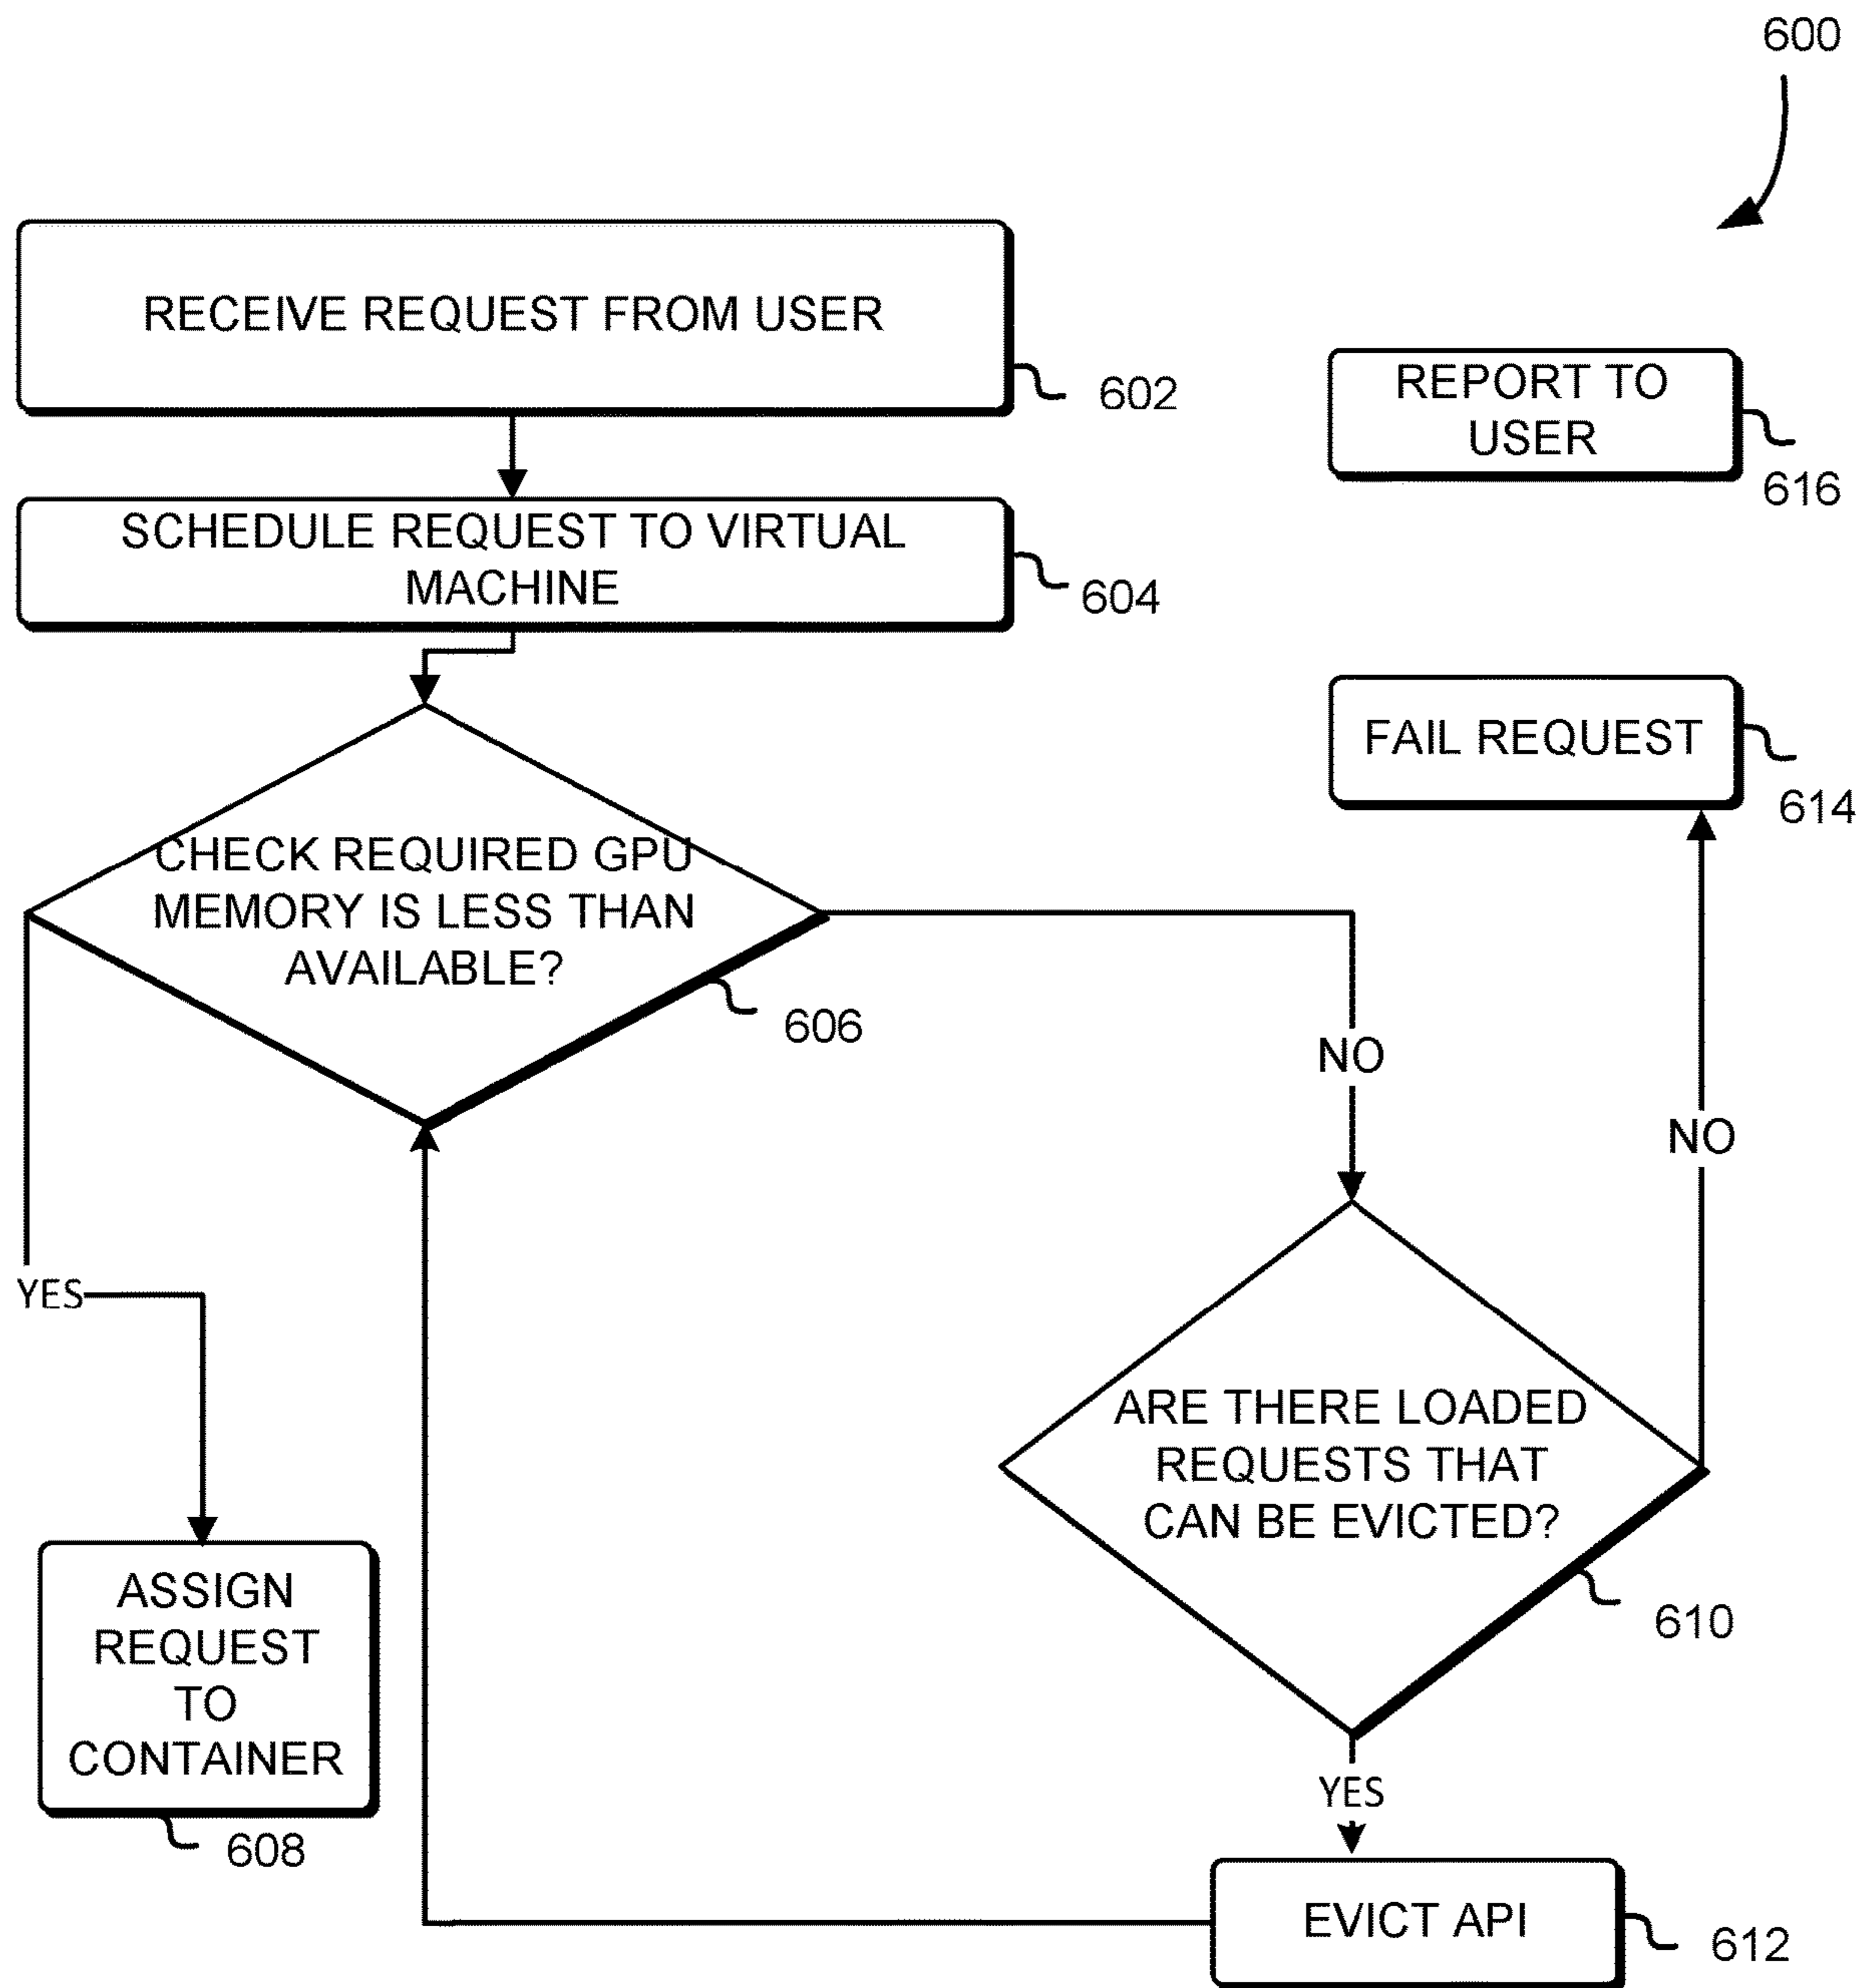 600
RECEIVE REQUEST FROM USER
602
REPORT TO
USER
616
SCHEDULE REQUEST TO VIRTUAL
MACHINE
604
FAIL REQUEST
614
CHECK REQUIRED GPU
MEMORY IS LESS THAN
AVAILABLE?
606
NO
NO
YES
ARE THERE LOADED
REQUESTS THAT
CAN BE EVICTED?
610
ASSIGN
REQUEST
TO
CONTAINER
608
YES
EVICT API
612